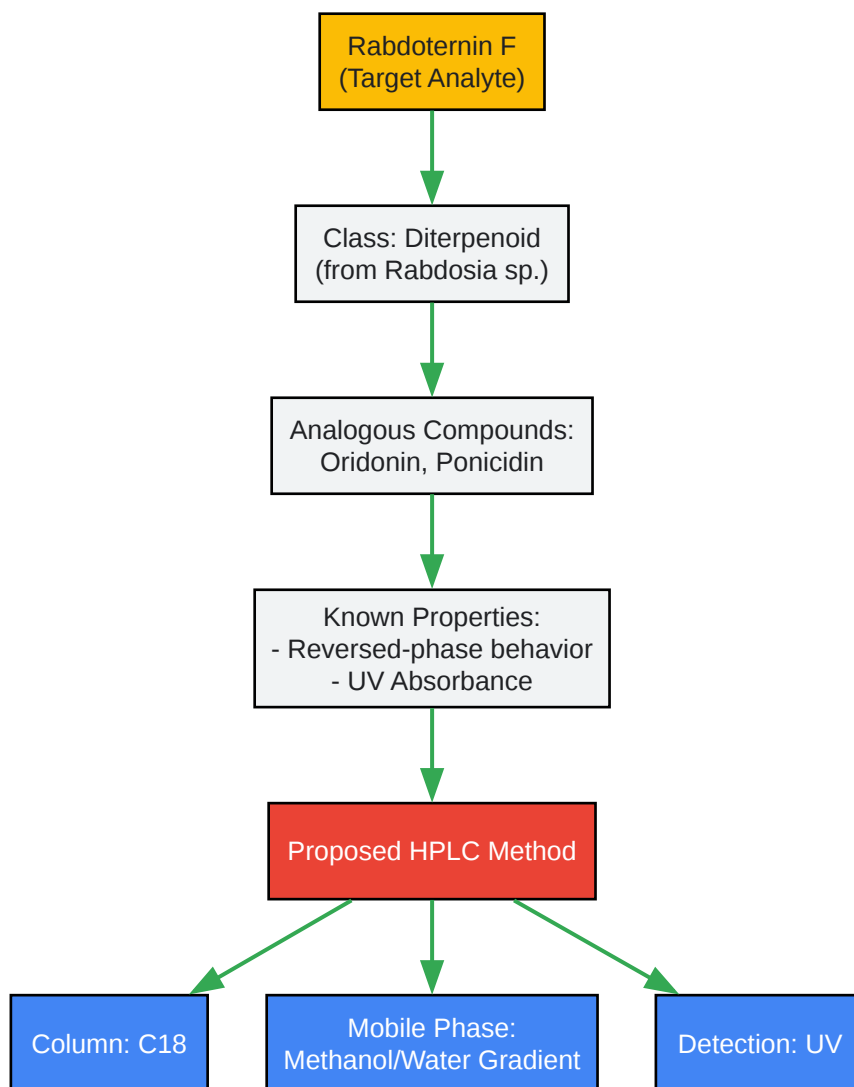 Rabdoternin F
(Target Analyte)
Class: Diterpenoid
(from Rabdosia sp.)
Analogous Compounds:
Oridonin, Ponicidin
Known Properties:
- Reversed-phase behavior
- UV Absorbance
Proposed HPLC Method
Column: C18
Mobile Phase:
Methanol/Water Gradient
Detection: UV